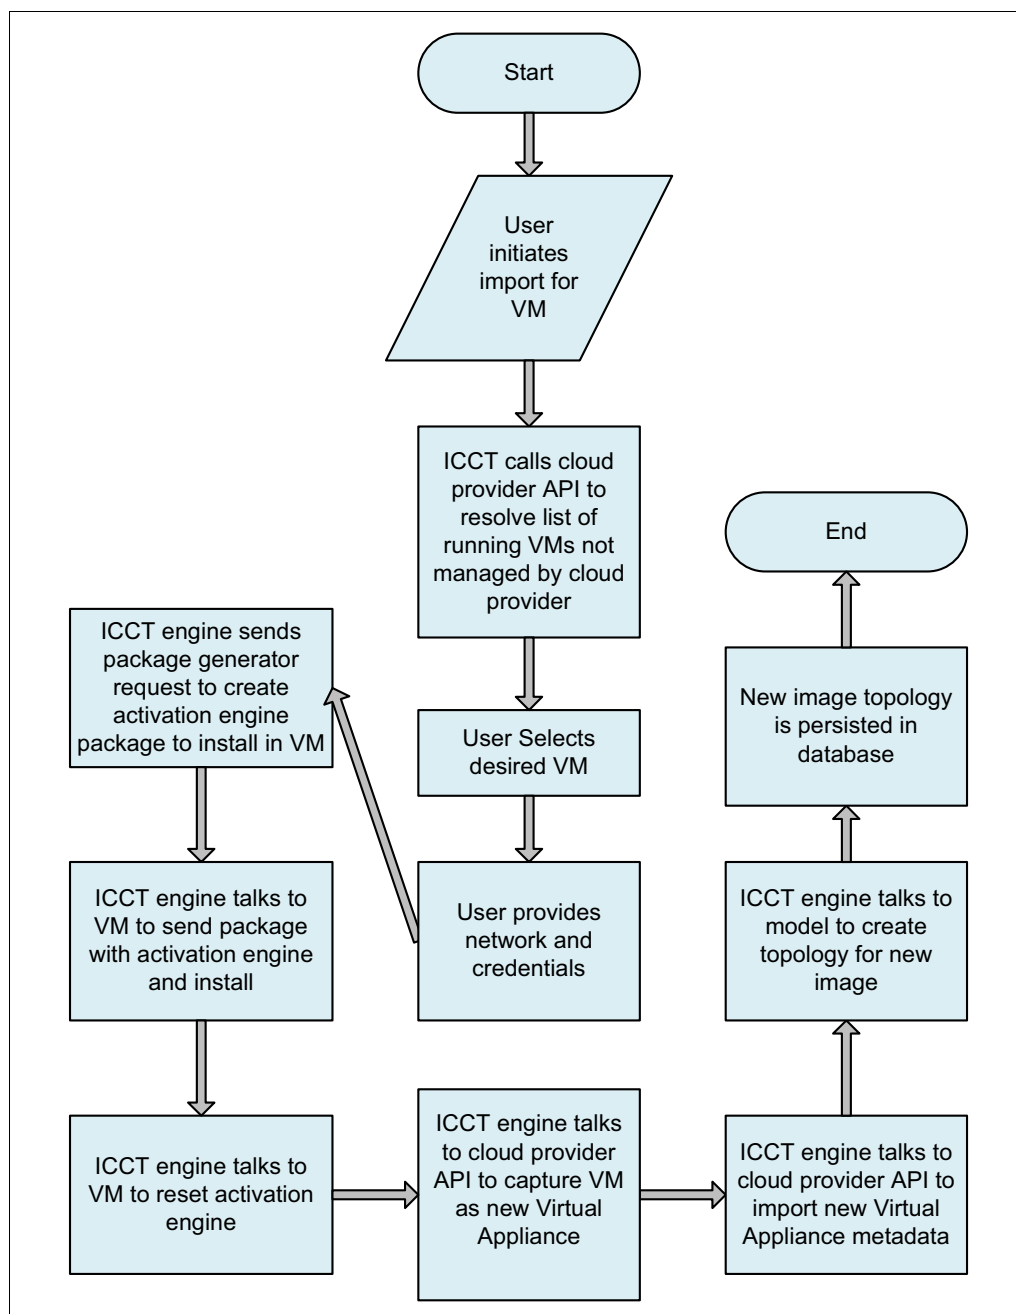 Start
User
initiates
import for
VM
ICCT calls cloud
provider API to
resolve list of
running VMs not
managed by cloud
provider
User Selects
desired VM
User provides
network and
credentials
ICCT engine sends
package generator
request to create
activation engine
package to install in VM
ICCT engine talks to
VM to send package
with activation engine
and install
ICCT engine talks to
VM to reset activation
engine
ICCT engine talks
to cloud provider
API to capture VM
as new Virtual
Appliance
ICCT engine talks to
cloud provider API to
import new Virtual
Appliance metadata
ICCT engine talks to
model to create
topology for new
image
New image topology
is persisted in
database
End